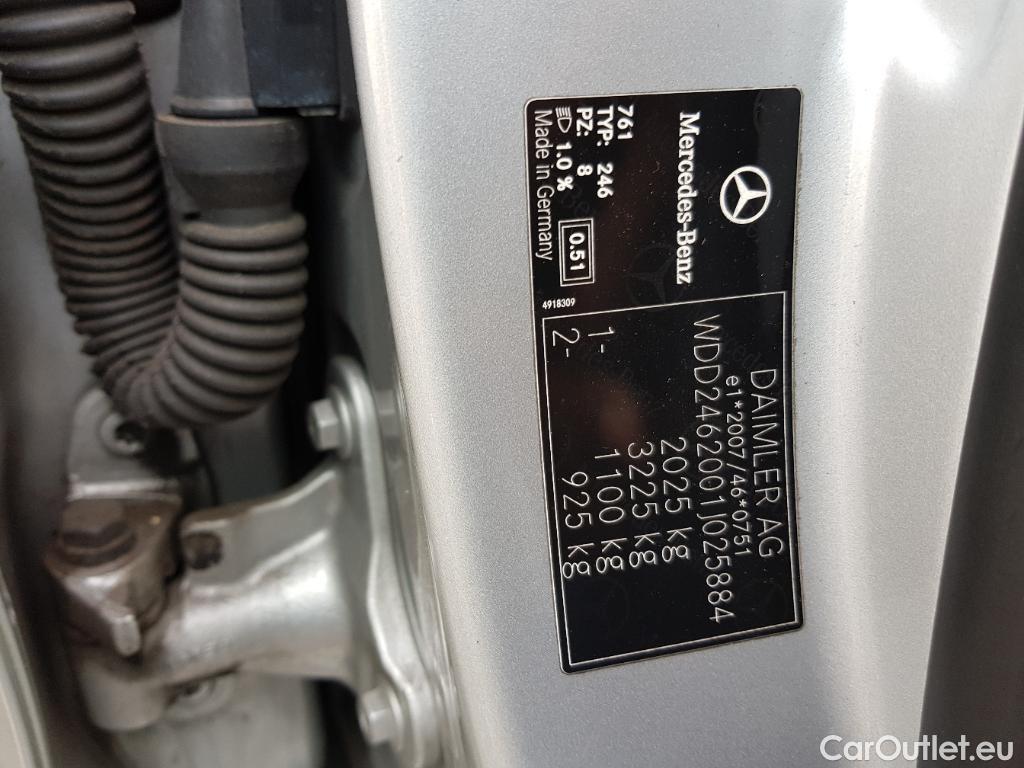 Mercedes-Benz
761
TYP: 246
PZ: 8
1.0 %
0.51
Made in Germany
4918309
DAIMLER AG
e1*2007/46*0751
WDD2462001J025884
2025 kg
3225 kg
1- 1100 kg
2- 925 kg
CarOutlet.eu